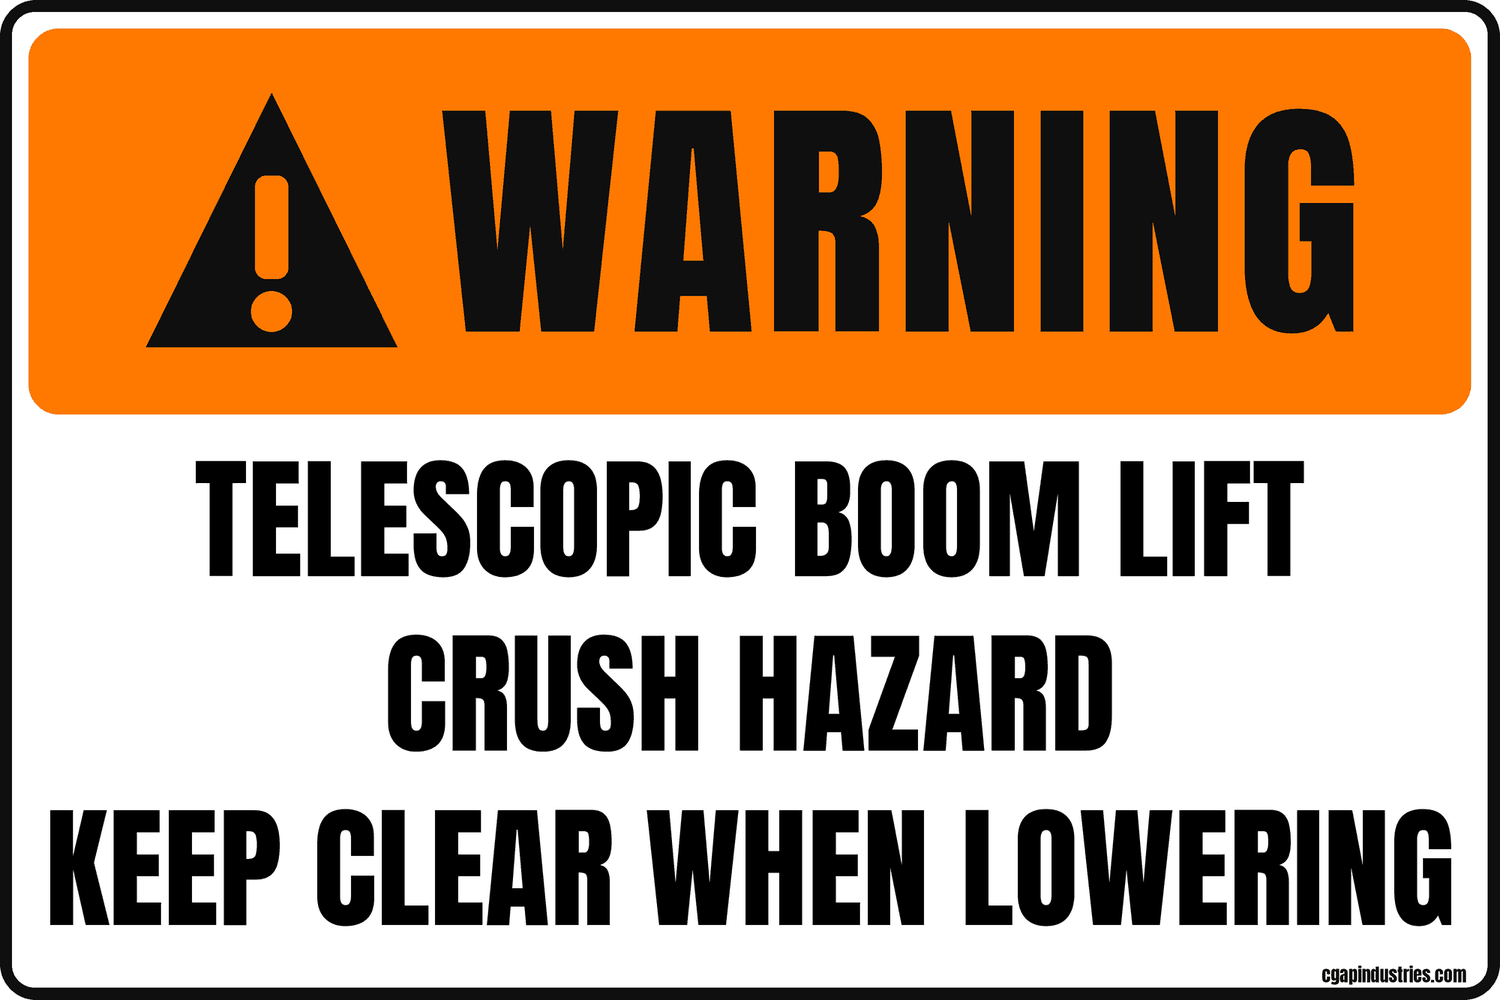 WARNING
TELESCOPIC BOOM LIFT
CRUSH HAZARD
KEEP CLEAR WHEN LOWERING
cgapindustries.com